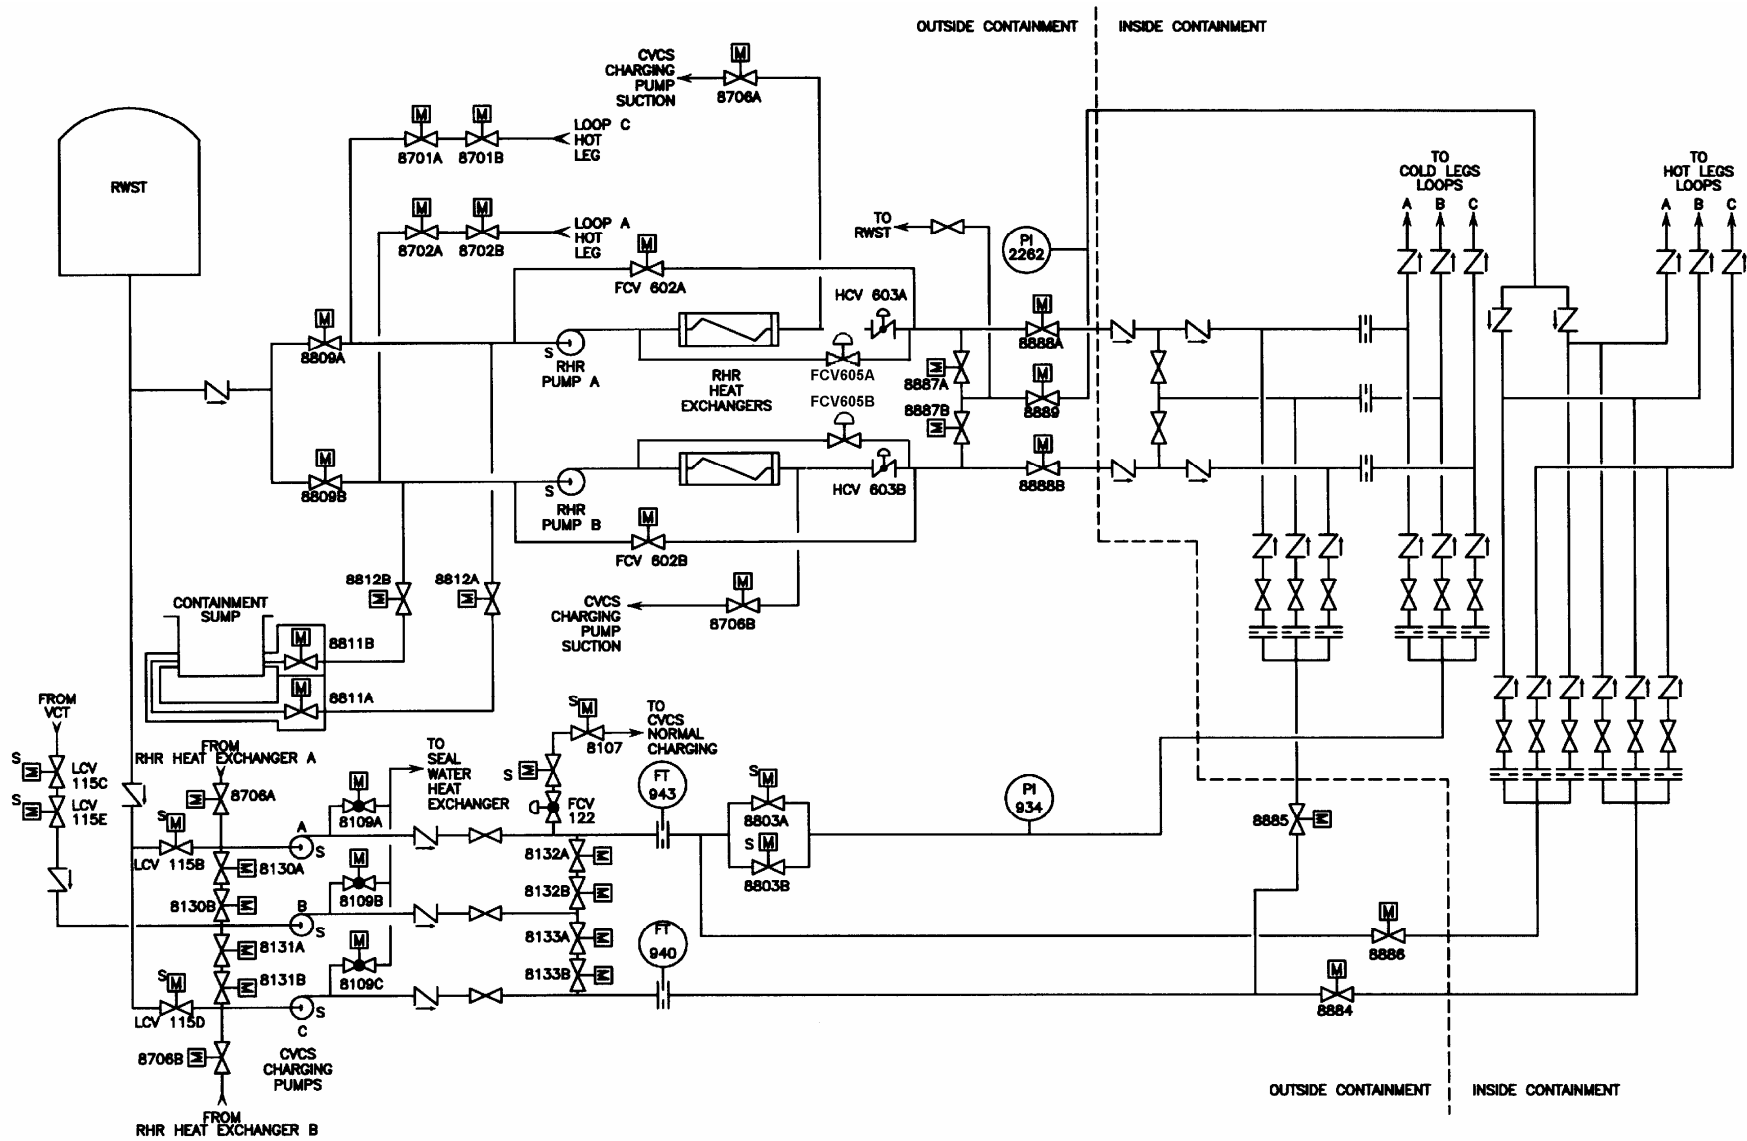 OUTSIDE CONTAINMENT
INSIDE CONTAINMENT
CVCS
CHARGING
PUMP
SUCTION
M
8706A
M
M
LOOP C
HOT
LEG
8701A
8701B
RWST
M
M
LOOP A
HOT
LEG
8702A
8702B
TO
COLD LEGS
LOOPS
A
B
C
TO
HOT LEGS
LOOPS
A
B
C
TO
RWST
PI
2262
M
FCV 602A
HCV 603A
M
8809A
S
RHR
PUMP A
RHR
HEAT
EXCHANGERS
FCV605A
FCV605B
M
8888A
M
8887A
M
8889
8887B
M
M
8888B
M
8809B
S
RHR
PUMP B
HCV 603B
M
FCV 602B
8812B
M
8812A
M
M
8706B
CVCS
CHARGING
PUMP
SUCTION
CONTAINMENT
SUMP
M
8811B
M
8811A
FROM
VCT
S
M
LCV
115C
S
M
LCV
115E
FROM
RHR HEAT EXCHANGER A
M
8706A
TO
SEAL
WATER
HEAT
EXCHANGER
S
M
8107
TO
CVCS
NORMAL
CHARGING
S
M
FCV
122
FT
943
S
M
8803A
S
M
8803B
PI
934
8885
M
S
M
LCV 115B
A
S
M
8109A
8130A
M
8130B
M
B
S
M
8109B
8131A
M
8131B
M
8132A
M
8132B
M
8133A
M
8133B
M
FT
940
M
8886
M
8884
S
M
LCV 115D
S
C
M
8109C
8706B
M
CVCS
CHARGING
PUMPS
FROM
RHR HEAT EXCHANGER B
OUTSIDE CONTAINMENT
INSIDE CONTAINMENT